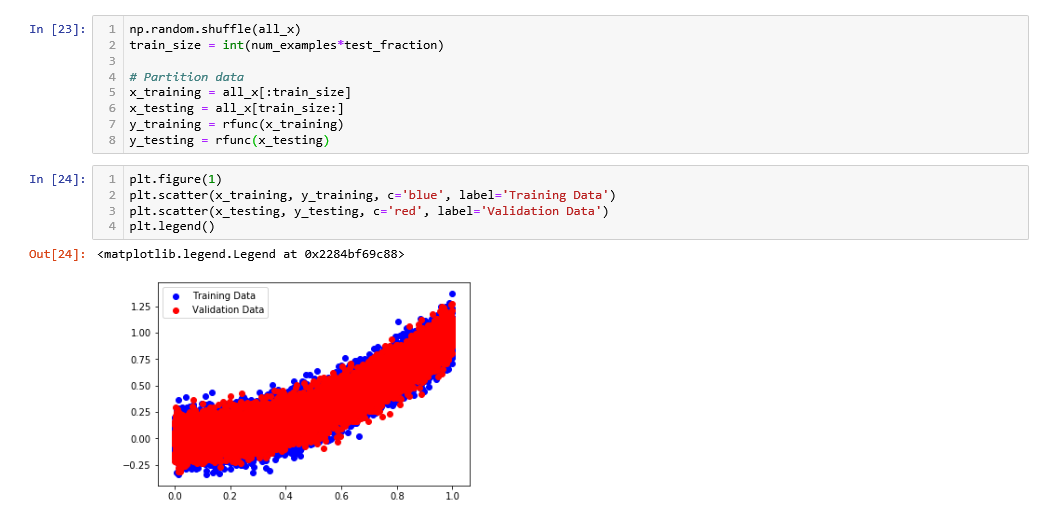 In [23]:
1 np.random.shuffle(all_x)
2 train_size = int(num_examples*test_fraction)
3
4 # Partition data
5 x_training = all_x[:train_size]
6 x_testing = all_x[train_size:]
7 y_training = rfunc(x_training)
8 y_testing = rfunc(x_testing)
In [24]:
1 plt.figure(1)
2 plt.scatter(x_training, y_training, c='blue', label='Training Data')
3 plt.scatter(x_testing, y_testing, c='red', label='Validation Data')
4 plt.legend()
Out[24]: <matplotlib.legend.Legend at 0x2284bf69c88>
Training Data
Validation Data
1.25
1.00
0.75
0.50
0.25
0.00
−0.25
0.0 0.2 0.4 0.6 0.8 1.0